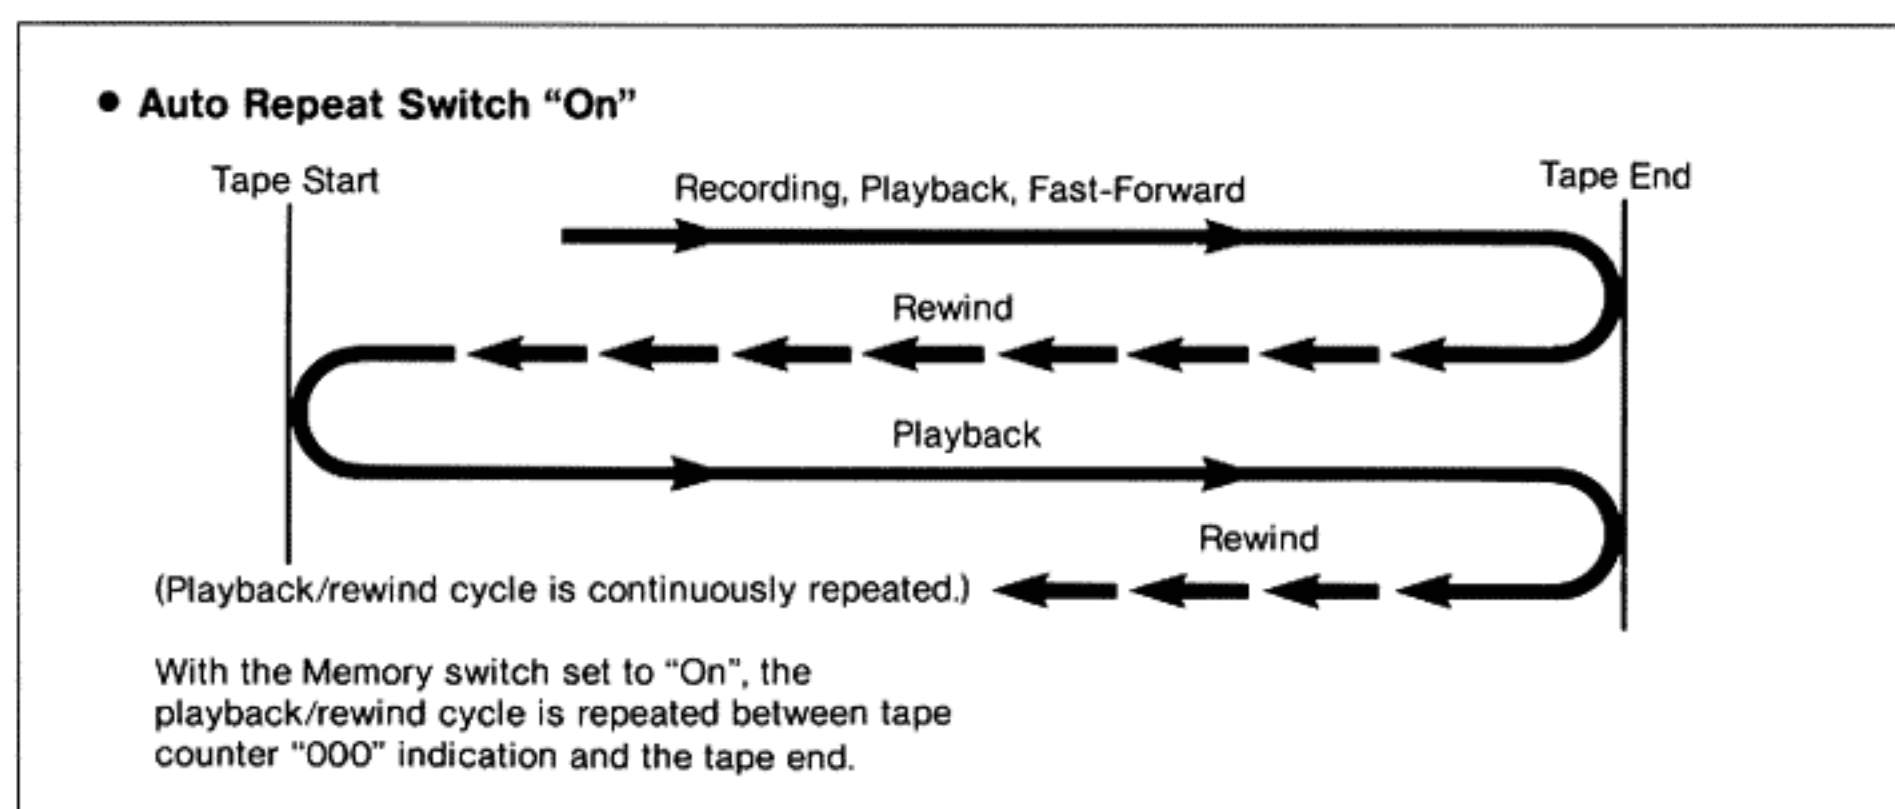 ● Auto Repeat Switch “On”
Tape Start
Recording, Playback, Fast-Forward
Tape End
Rewind
Playback
Rewind
(Playback/rewind cycle is continuously repeated.)
With the Memory switch set to “On”, the
playback/rewind cycle is repeated between tape
counter “000” indication and the tape end.